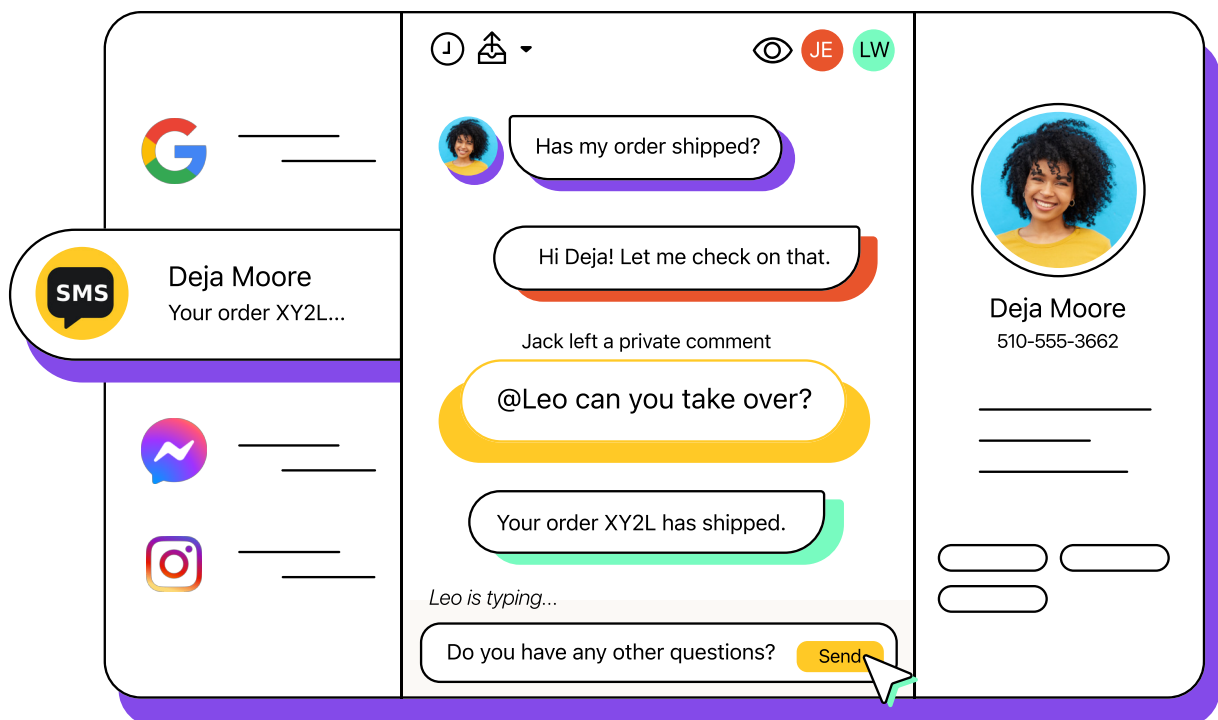 SMS
Deja Moore
Your order XY2L...
JE
LW
Has my order shipped?
Hi Deja! Let me check on that.
Jack left a private comment
@Leo can you take over?
Your order XY2L has shipped.
Leo is typing...
Do you have any other questions?
Send
Deja Moore
510-555-3662